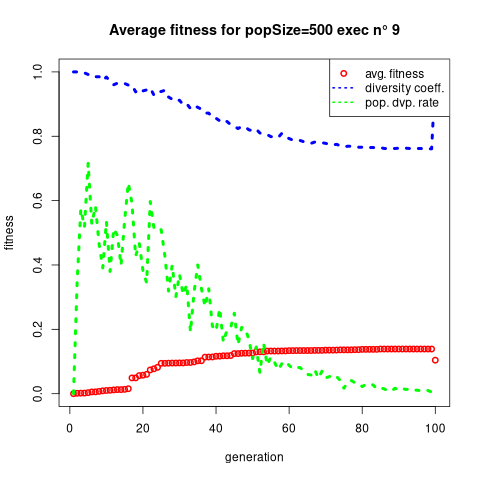 Average fitness for popSize=500 exec n° 9
avg. fitness
diversity coeff.
pop. dvp. rate
fitness
1.0
0.8
0.6
0.4
0.2
0.0
0 20 40 60 80 100
generation